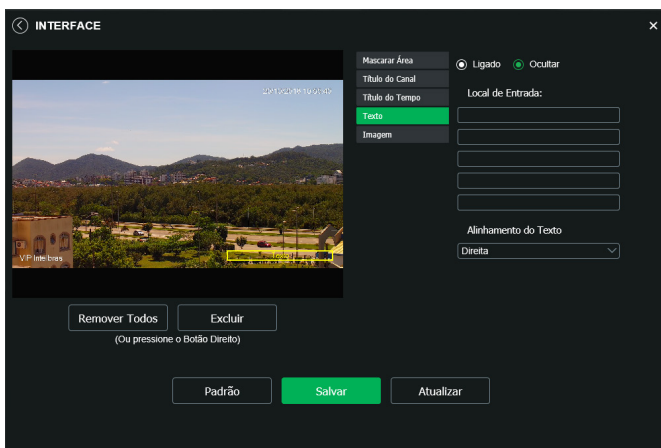 INTERFACE
Mascarar Área
Título do Canal
Título do Tempo
Texto
Imagem
Ligado
Ocultar
Local de Entrada:
Alinhamento do Texto
Direita
VIP Intelbras
Remover Todos
Excluir
(Ou pressione o Botão Direito)
Padrão
Salvar
Atualizar